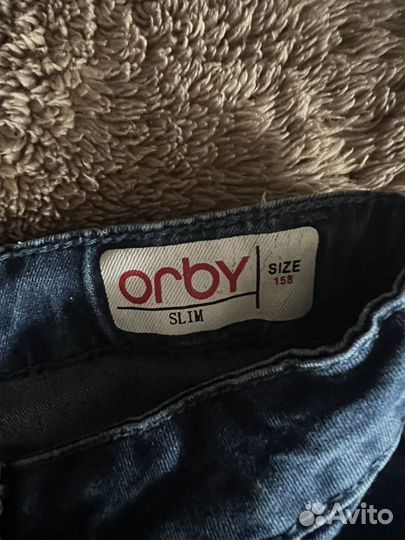 orby
SLIM
SIZE
158
Avito